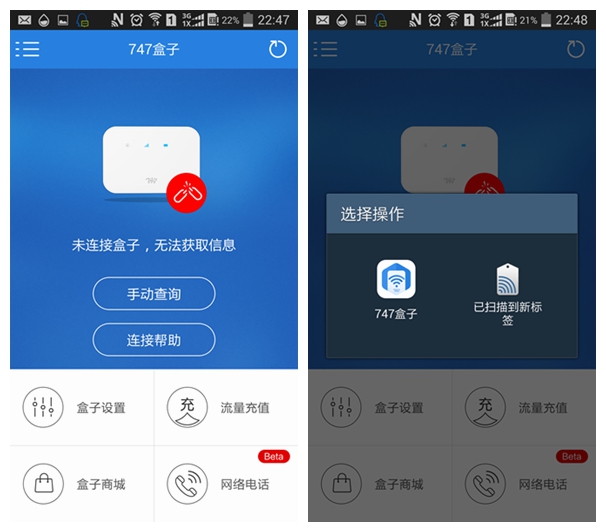 N 1 3G 1X 22% 22:47
747盒子
747
未连接盒子，无法获取信息
手动查询
连接帮助
盒子设置
流量充值
盒子商城
Beta
网络电话
N 1 3G 1X 21% 22:48
747盒子
选择操作
747盒子
已扫描到新标
签
盒子设置
流量充值
盒子商城
Beta
网络电话